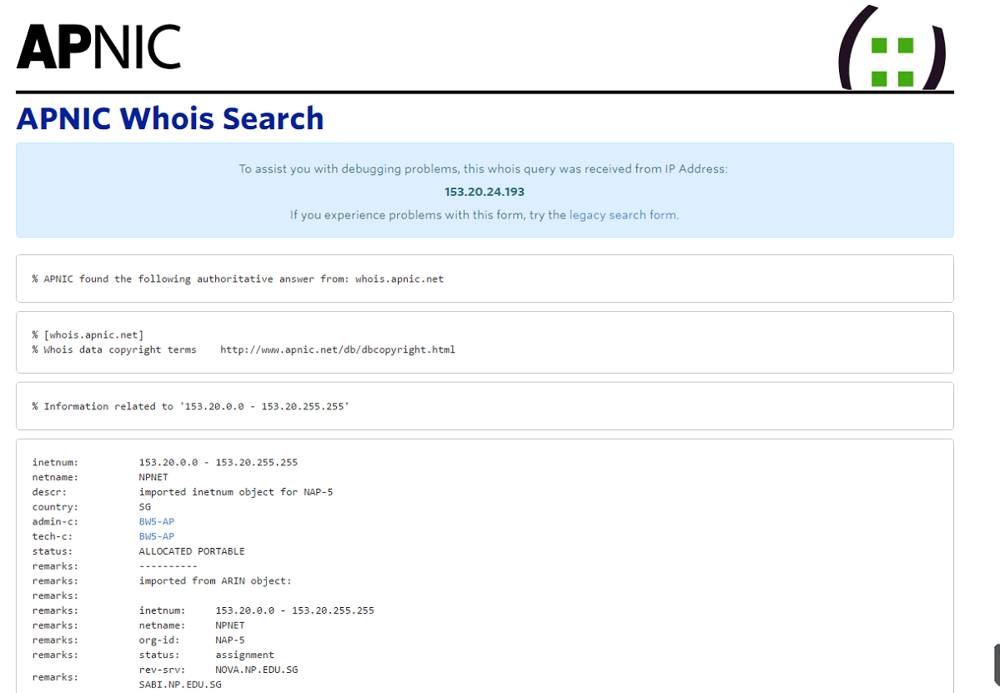 APNIC
APNIC Whois Search
To assist you with debugging problems, this whois query was received from IP Address:
153.20.24.193
If you experience problems with this form, try the legacy search form.
% APNIC found the following authoritative answer from: whois.apnic.net
% [whois.apnic.net]
% Whois data copyright terms    http://www.apnic.net/db/dbcopyright.html
% Information related to '153.20.0.0 - 153.20.255.255'
inetnum:          153.20.0.0 - 153.20.255.255
netname:          NPNET
descr:            imported inetnum object for NAP-5
country:          SG
admin-c:          BW5-AP
tech-c:           BW5-AP
status:           ALLOCATED PORTABLE
remarks:          ----------
remarks:          imported from ARIN object:
remarks:
remarks:          inetnum:     153.20.0.0 - 153.20.255.255
remarks:          netname:     NPNET
remarks:          org-id:      NAP-5
remarks:          status:      assignment
remarks:          rev-srv:     NOVA.NP.EDU.SG
SABI.NP.EDU.SG